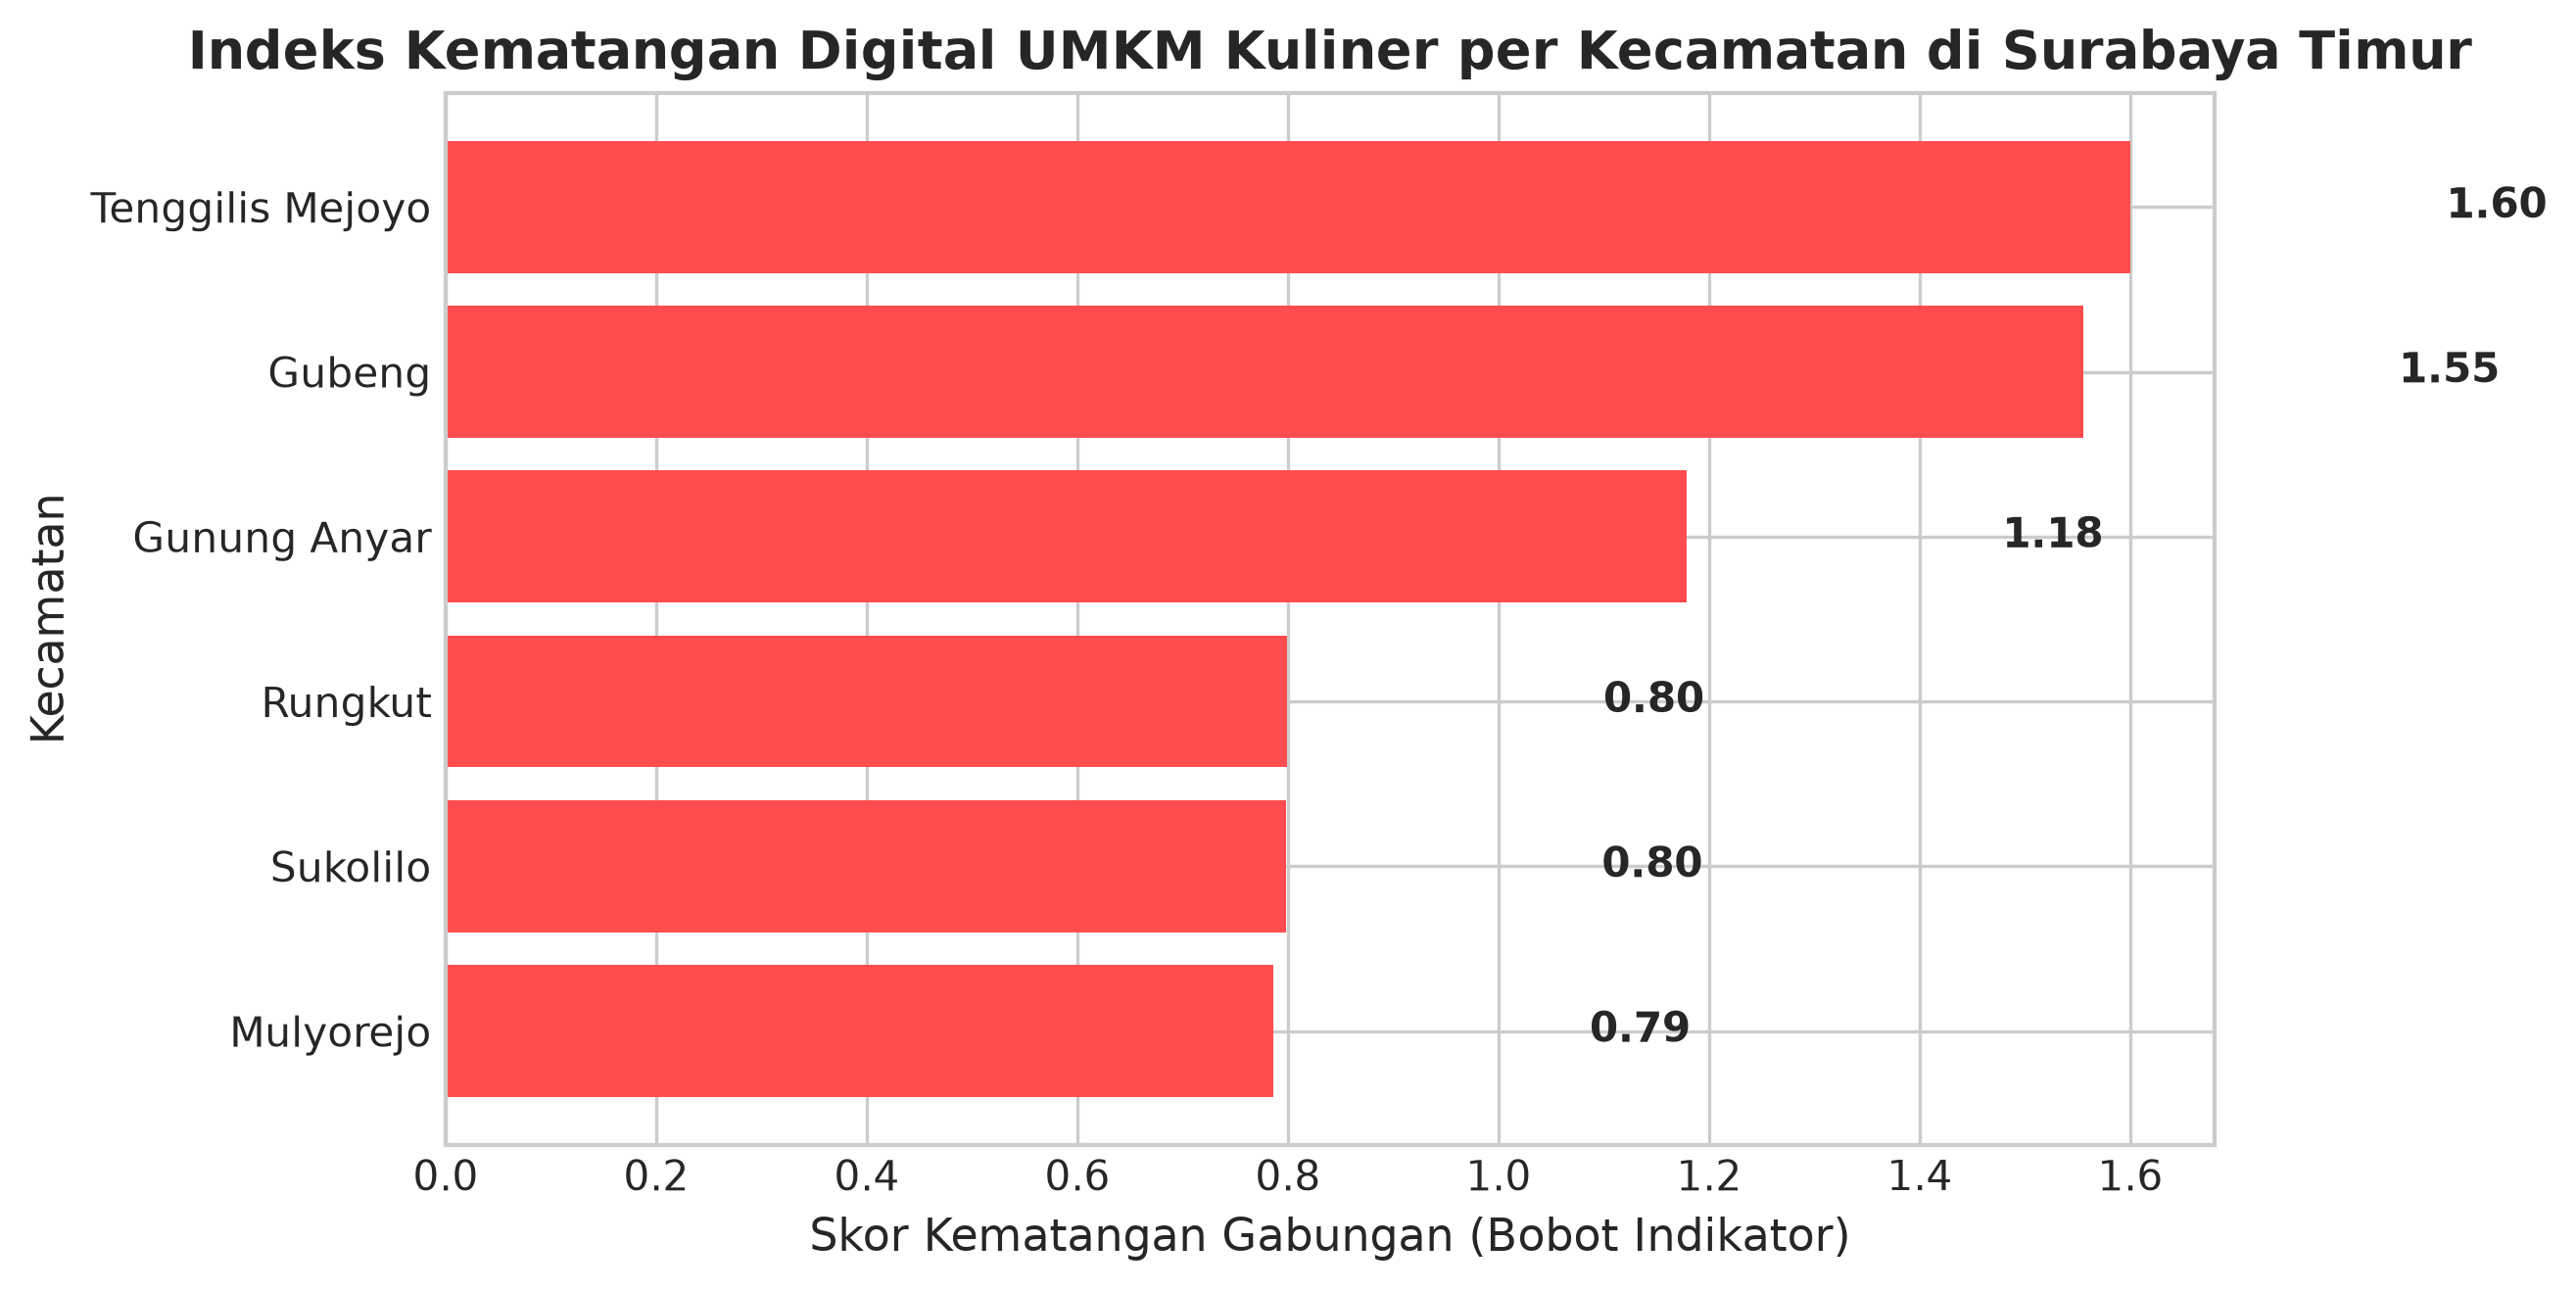 Indeks Kematangan Digital UMKM Kuliner per Kecamatan di Surabaya Timur
Kecamatan
Tenggilis Mejoyo 1.60
Gubeng 1.55
Gunung Anyar 1.18
Rungkut 0.80
Sukolilo 0.80
Mulyorejo 0.79
0.0 0.2 0.4 0.6 0.8 1.0 1.2 1.4 1.6
Skor Kematangan Gabungan (Bobot Indikator)